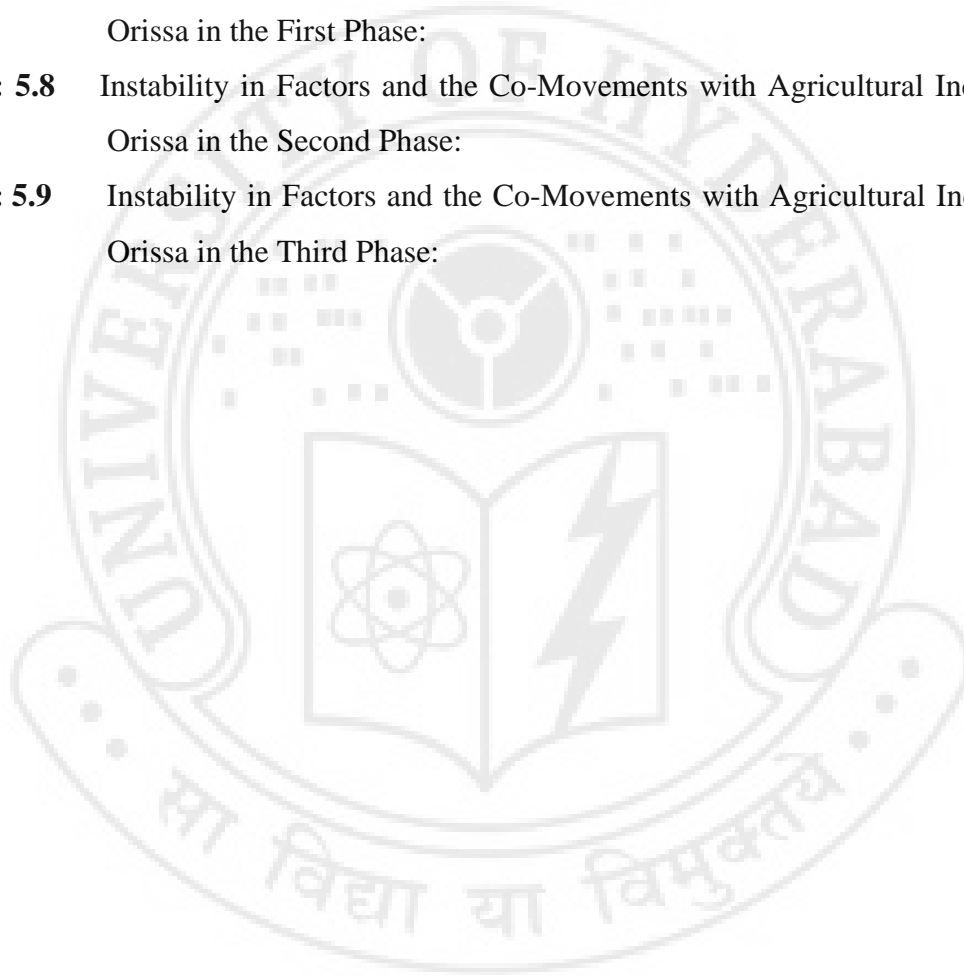 Orissa in the First Phase:
: 5.8 Instability in Factors and the Co-Movements with Agricultural
Orissa in the Second Phase:
: 5.9 Instability in Factors and the Co-Movements with Agricultural
Orissa in the Third Phase:
UNIVERSITY OF HYDERABAD
सा विद्या या विमुक्तये